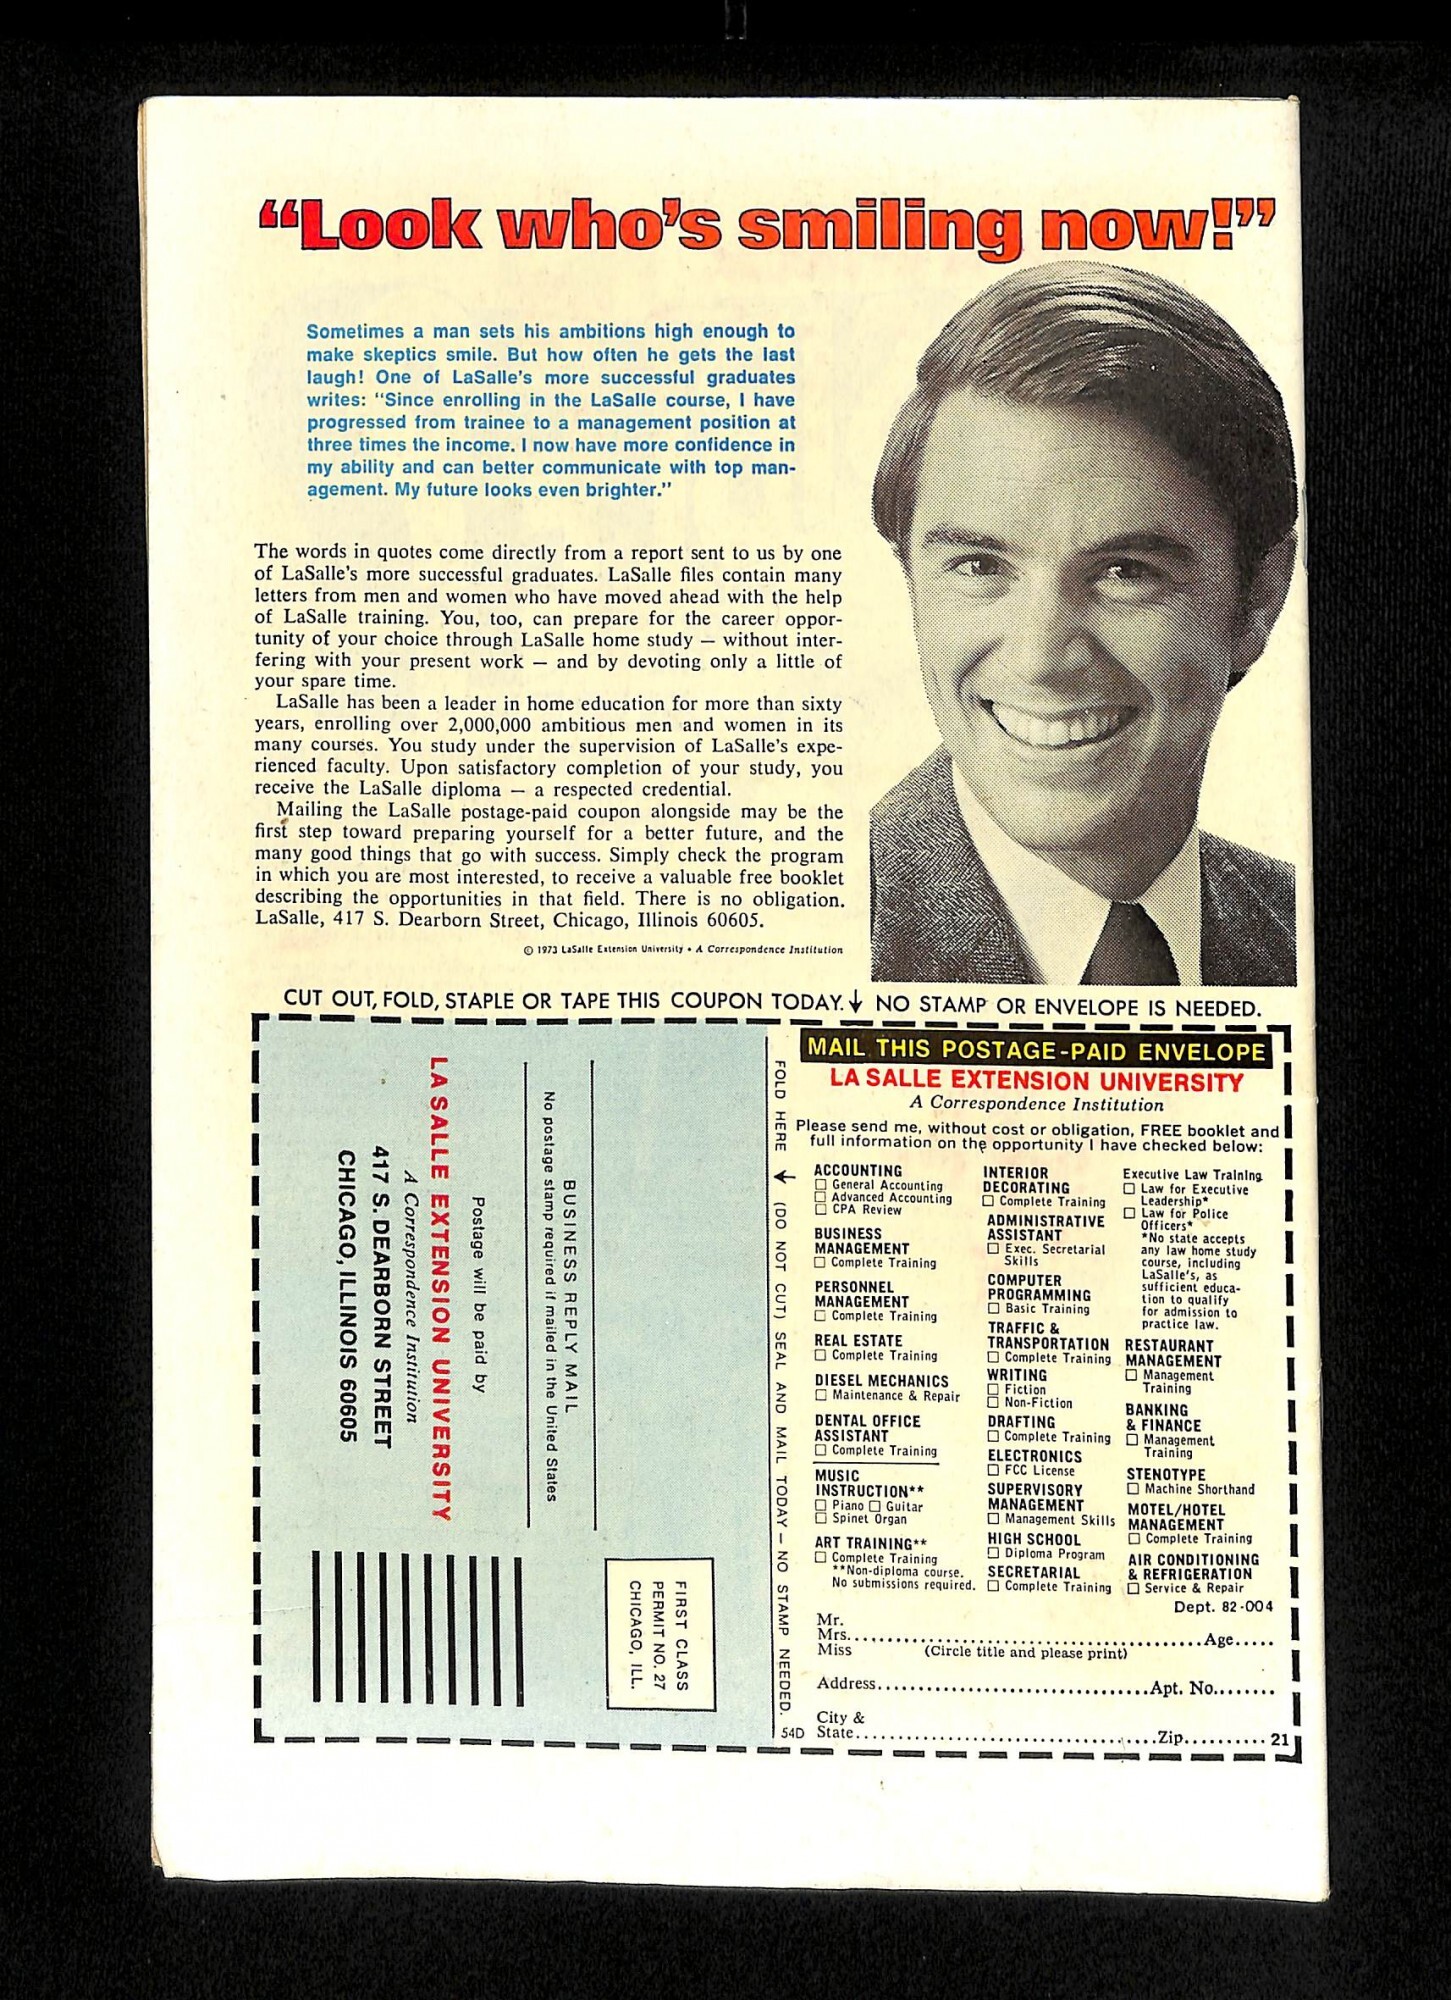 “Look who’s smiling now!”
Sometimes a man sets his ambitions high enough to
make skeptics smile. But how often he gets the last
laugh! One of LaSalle’s more successful graduates
writes: “Since enrolling in the LaSalle course, I have
progressed from trainee to a management position at
three times the income. I now have more confidence in
my ability and can better communicate with top man-
agement. My future looks even brighter.”
The words in quotes come directly from a report sent to us by one
of LaSalle’s more successful graduates. LaSalle files contain many
letters from men and women who have moved ahead with the help
of LaSalle training. You, too, can prepare for the career oppor-
tunity of your choice through LaSalle home study — without inter-
fering with your present work — and by devoting only a little of
your spare time.
LaSalle has been a leader in home education for more than sixty
years, enrolling over 2,000,000 ambitious men and women in its
many courses. You study under the supervision of LaSalle’s expe-
rienced faculty. Upon satisfactory completion of your study, you
receive the LaSalle diploma — a respected credential.
Mailing the LaSalle postage-paid coupon alongside may be the
first step toward preparing yourself for a better future, and the
many good things that go with success. Simply check the program
in which you are most interested, to receive a valuable free booklet
describing the opportunities in that field. There is no obligation.
LaSalle, 417 S. Dearborn Street, Chicago, Illinois 60605.
© 1973 LaSalle Extension University • A Correspondence Institution
CUT OUT, FOLD, STAPLE OR TAPE THIS COUPON TODAY. ↓ NO STAMP OR ENVELOPE IS NEEDED.
FIRST CLASS
PERMIT NO. 27
CHICAGO, ILL.
BUSINESS REPLY MAIL
No postage stamp required if mailed in the United States
Postage will be paid by
LA SALLE EXTENSION UNIVERSITY
A Correspondence Institution
417 S. DEARBORN STREET
CHICAGO, ILLINOIS 60605
FOLD HERE ↓ (DO NOT CUT) SEAL AND MAIL TODAY — NO STAMP NEEDED.
MAIL THIS POSTAGE-PAID ENVELOPE
LA SALLE EXTENSION UNIVERSITY
A Correspondence Institution
Please send me, without cost or obligation, FREE booklet and
full information on the opportunity I have checked below:
ACCOUNTING
☐ General Accounting
☐ Advanced Accounting
☐ CPA Review
BUSINESS
MANAGEMENT
☐ Complete Training
PERSONNEL
MANAGEMENT
☐ Complete Training
REAL ESTATE
☐ Complete Training
DIESEL MECHANICS
☐ Maintenance & Repair
DENTAL OFFICE
ASSISTANT
☐ Complete Training
MUSIC
INSTRUCTION**
☐ Piano ☐ Guitar
☐ Spinet Organ
ART TRAINING**
☐ Complete Training
**Non-diploma course.
No submissions required.
INTERIOR
DECORATING
☐ Complete Training
ADMINISTRATIVE
ASSISTANT
☐ Exec. Secretarial
Skills
COMPUTER
PROGRAMMING
☐ Basic Training
TRAFFIC &
TRANSPORTATION
☐ Complete Training
WRITING
☐ Fiction
☐ Non-Fiction
DRAFTING
☐ Complete Training
ELECTRONICS
☐ FCC License
SUPERVISORY
MANAGEMENT
☐ Management Skills
HIGH SCHOOL
☐ Diploma Program
SECRETARIAL
☐ Complete Training
Executive Law Training
☐ Law for Executive
Leadership*
☐ Law for Police
Officers*
*No state accepts
any law home study
course, including
LaSalle’s, as
sufficient educa-
tion to qualify
for admission to
practice law.
RESTAURANT
MANAGEMENT
☐ Management
Training
BANKING
& FINANCE
☐ Management
Training
STENOTYPE
☐ Machine Shorthand
MOTEL/HOTEL
MANAGEMENT
☐ Complete Training
AIR CONDITIONING
& REFRIGERATION
☐ Service & Repair
Dept. 82-004
Mr.
Mrs. Age
Miss (Circle title and please print)
Address Apt. No.
City &
54D State Zip 21